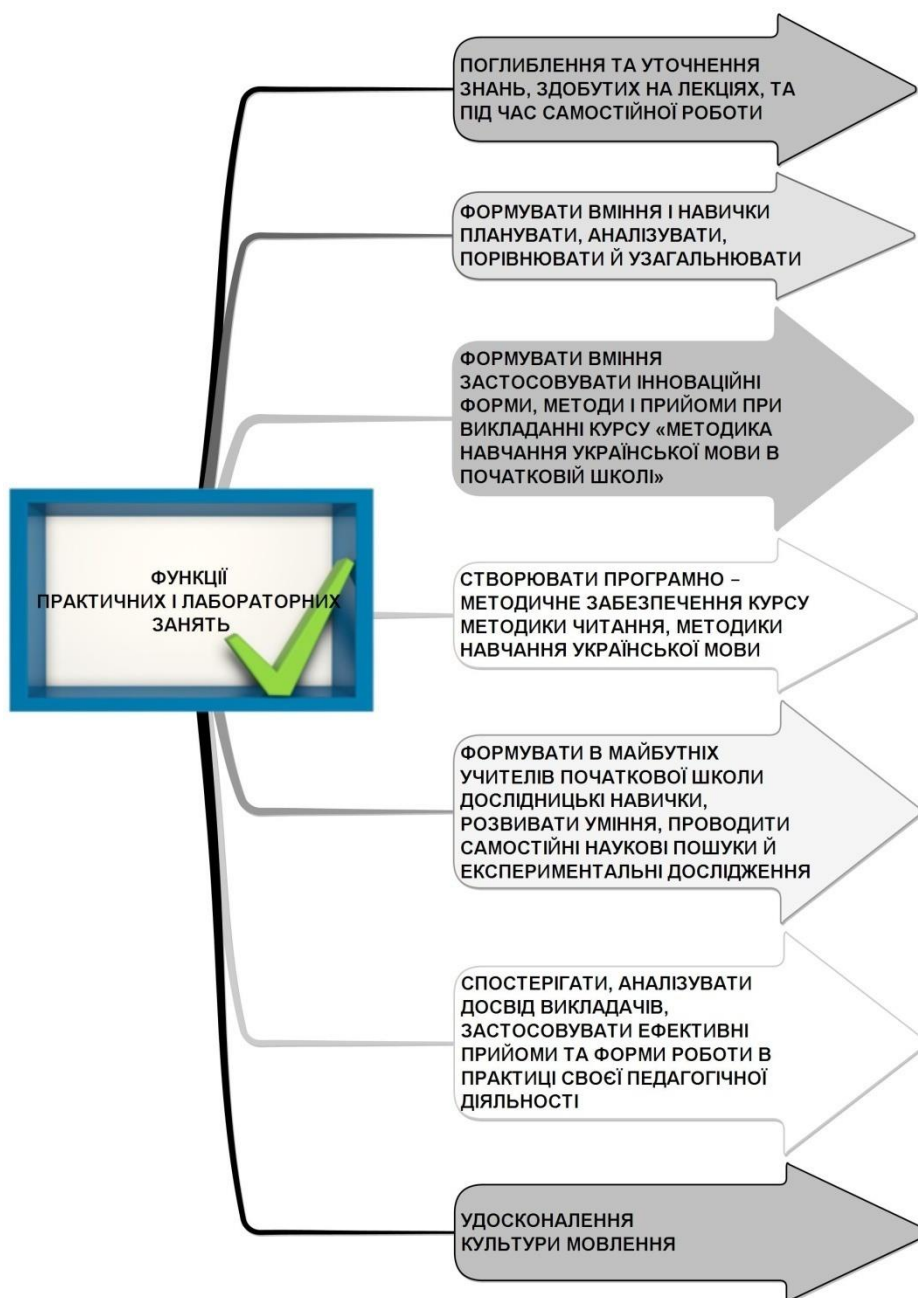 ПОГЛИБЛЕННЯ ТА УТОЧНЕННЯ
ЗНАНЬ, ЗДОБУТИХ НА ЛЕКЦІЯХ, ТА
ПІД ЧАС САМОСТІЙНОЇ РОБОТИ
ФОРМУВАТИ ВМІННЯ І НАВИЧКИ
ПЛАНУВАТИ, АНАЛІЗУВАТИ,
ПОРІВНЮВАТИ Й УЗАГАЛЬНЮВАТИ
ФОРМУВАТИ ВМІННЯ
ЗАСТОСОВУВАТИ ІННОВАЦІЙНІ
ФОРМИ, МЕТОДИ І ПРИЙОМИ ПРИ
ВИКЛАДАННІ КУРСУ «МЕТОДИКА
НАВЧАННЯ УКРАЇНСЬКОЇ МОВИ В
ПОЧАТКОВІЙ ШКОЛІ»
ФУНКЦІЇ
ПРАКТИЧНИХ І ЛАБОРАТОРНИХ
ЗАНЯТЬ
СТВОРЮВАТИ ПРОГРАМНО –
МЕТОДИЧНЕ ЗАБЕЗПЕЧЕННЯ КУРСУ
МЕТОДИКИ ЧИТАННЯ, МЕТОДИКИ
НАВЧАННЯ УКРАЇНСЬКОЇ МОВИ
ФОРМУВАТИ В МАЙБУТНІХ
УЧИТЕЛІВ ПОЧАТКОВОЇ ШКОЛИ
ДОСЛІДНИЦЬКІ НАВИЧКИ,
РОЗВИВАТИ УМІННЯ, ПРОВОДИТИ
САМОСТІЙНІ НАУКОВІ ПОШУКИ Й
ЕКСПЕРИМЕНТАЛЬНІ ДОСЛІДЖЕННЯ
СПОСТЕРІГАТИ, АНАЛІЗУВАТИ
ДОСВІД ВИКЛАДАЧІВ,
ЗАСТОСОВУВАТИ ЕФЕКТИВНІ
ПРИЙОМИ ТА ФОРМИ РОБОТИ В
ПРАКТИЦІ СВОЄЇ ПЕДАГОГІЧНОЇ
ДІЯЛЬНОСТІ
УДОСКОНАЛЕННЯ
КУЛЬТУРИ МОВЛЕННЯ